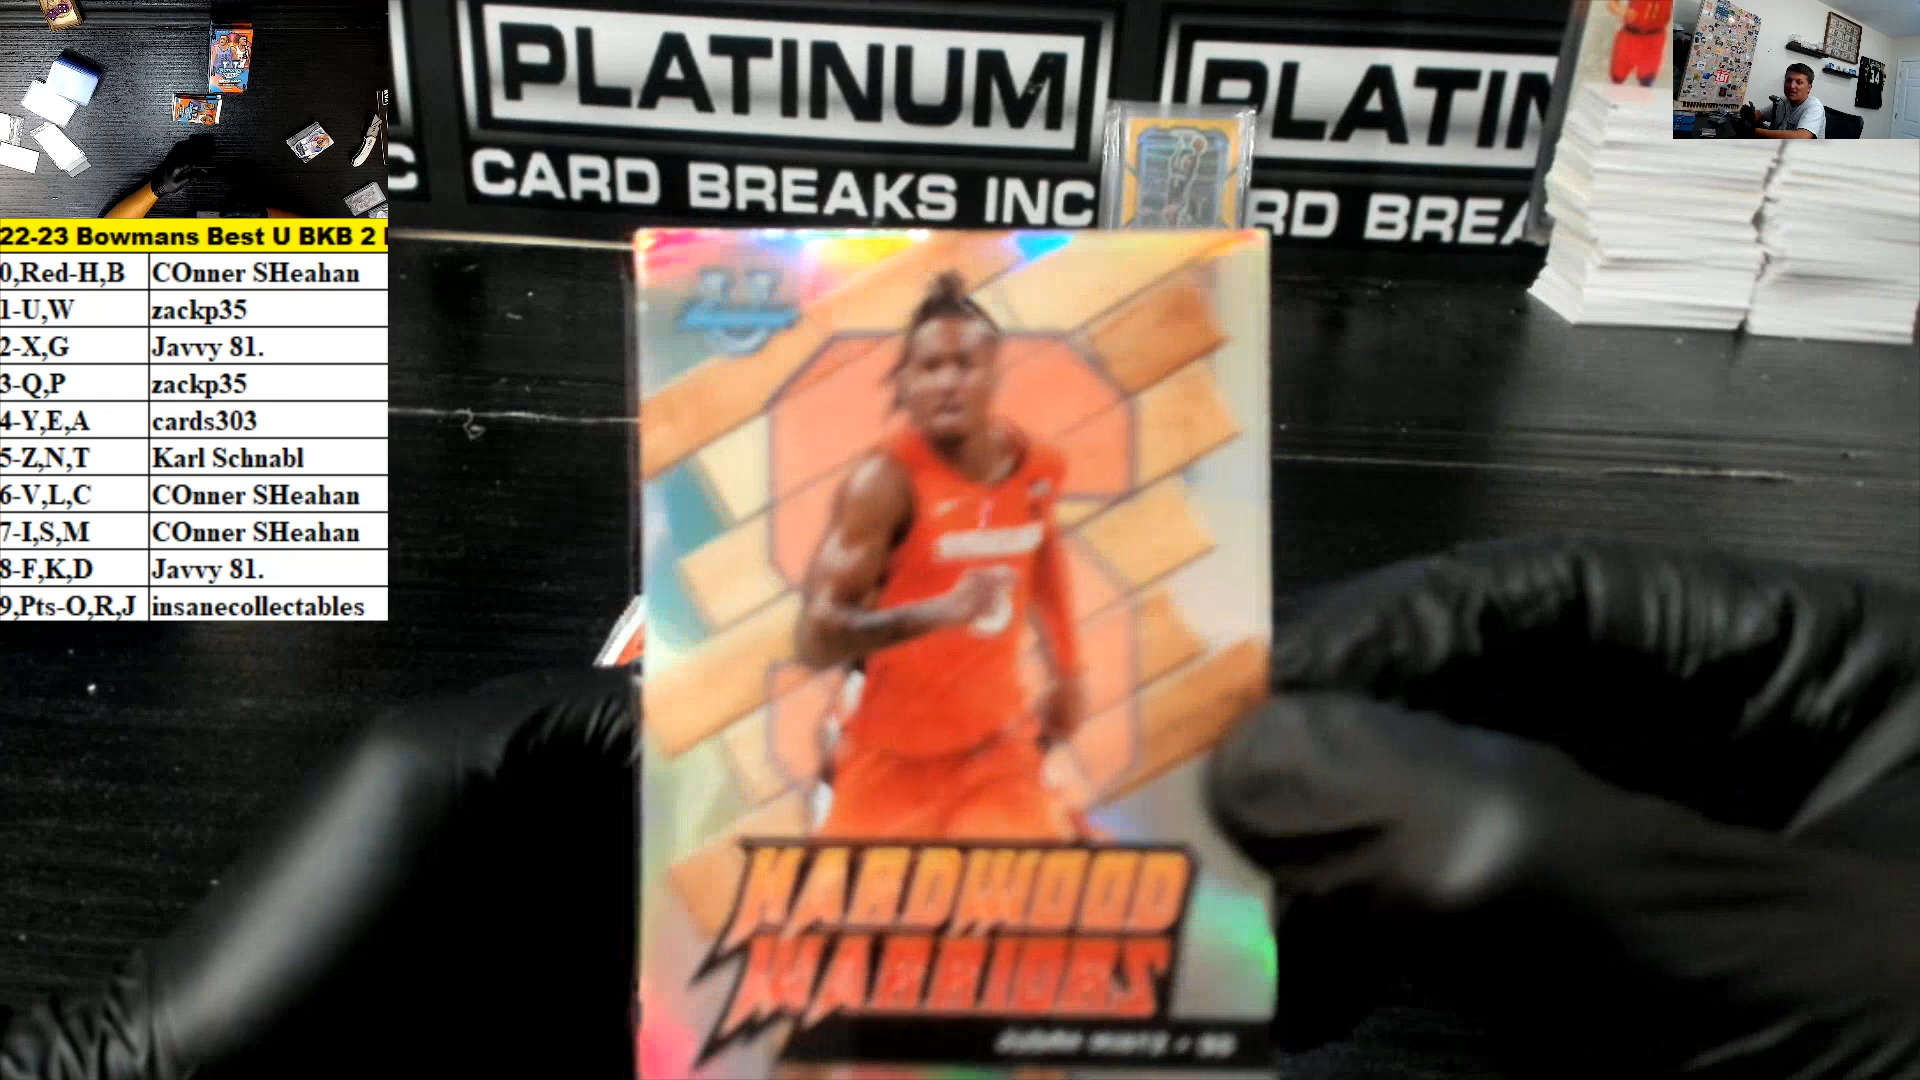 PLATINUM
CARD BREAKS INC
PLATIN
RD BREA
C
22-23 Bowmans Best U BKB 2
0,Red-H,B COnner SHeahan
1-U,W zackp35
2-X,G Javvy 81.
3-Q,P zackp35
4-Y,E,A cards303
5-Z,N,T Karl Schnabl
6-V,L,C COnner SHeahan
7-I,S,M COnner SHeahan
8-F,K,D Javvy 81.
9,Pts-O,R,J insanecollectables
HARDWOOD
WARRIORS